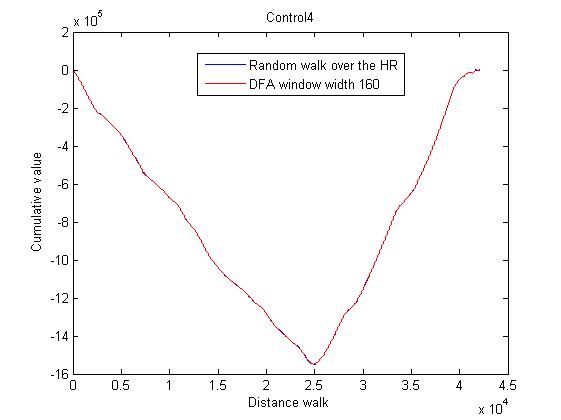 Control4
x 10^5
2
0
-2
-4
-6
-8
-10
-12
-14
-16
Cumulative value
Random walk over the HR
DFA window width 160
0 0.5 1 1.5 2 2.5 3 3.5 4 4.5
Distance walk
x 10^4